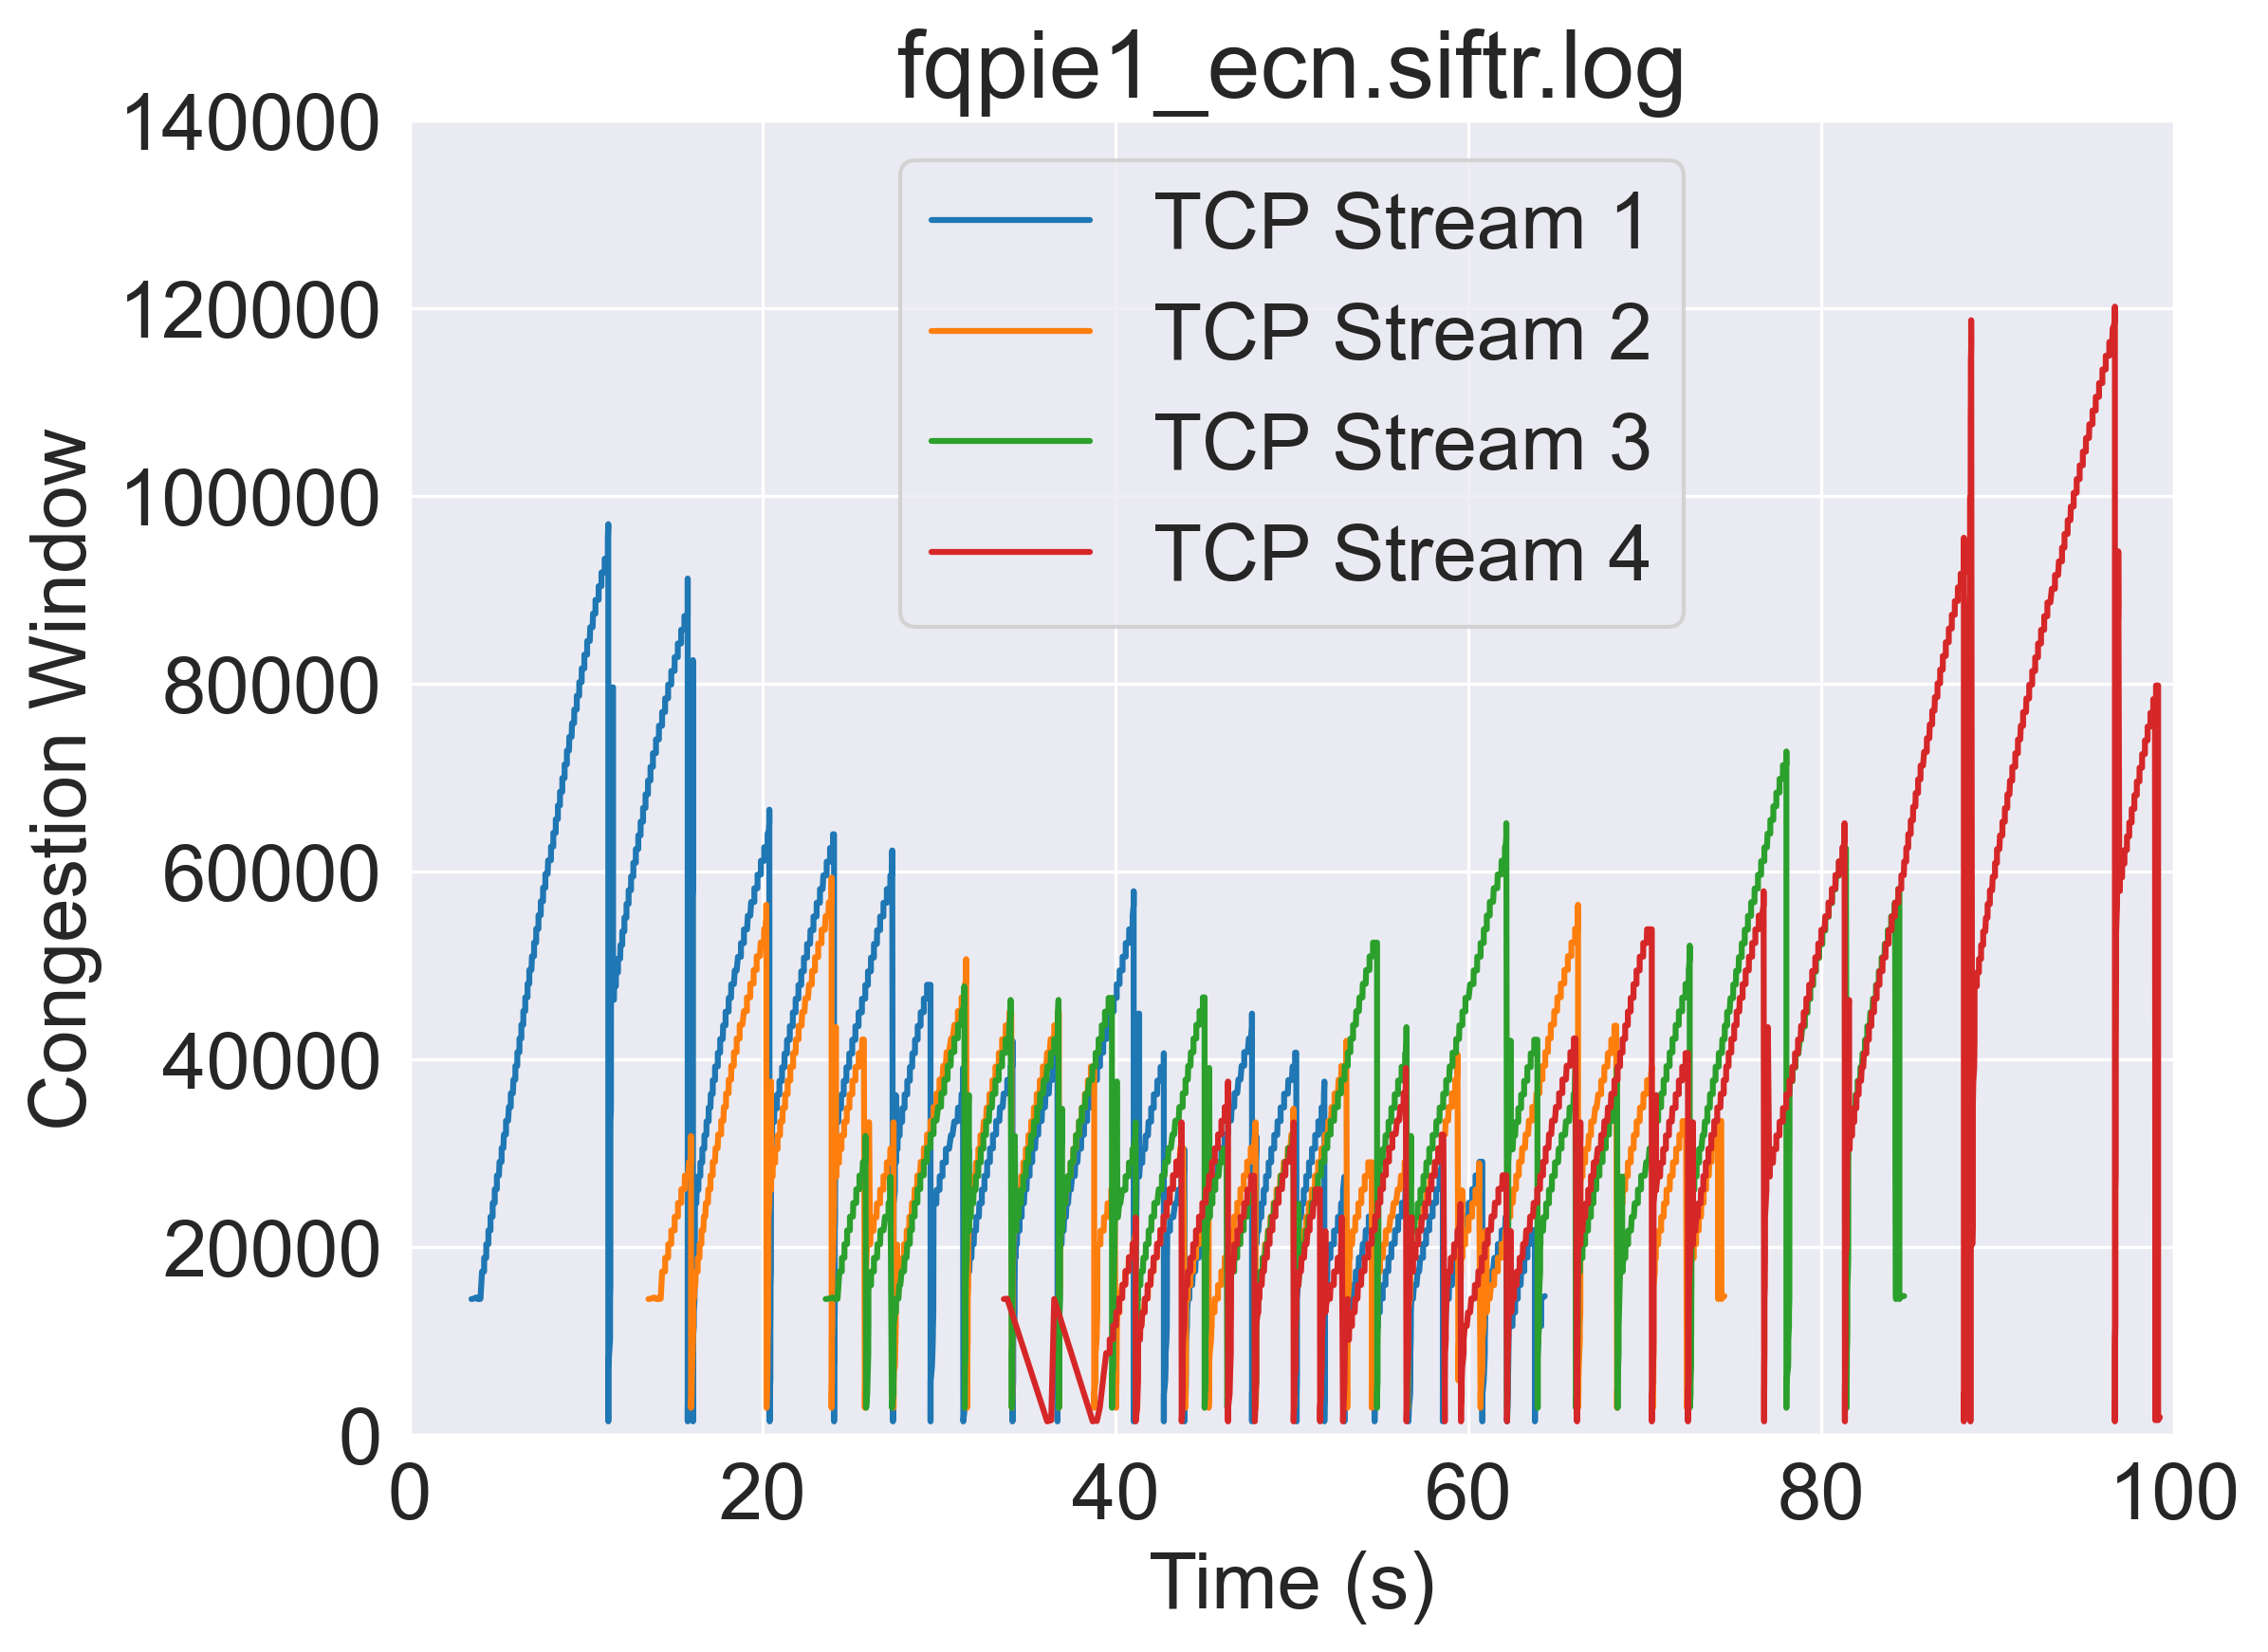 fqpie1_ecn.siftr.log
140000
120000
100000
80000
60000
40000
20000
0
Congestion Window
TCP Stream 1
TCP Stream 2
TCP Stream 3
TCP Stream 4
0 20 40 60 80 100
Time (s)